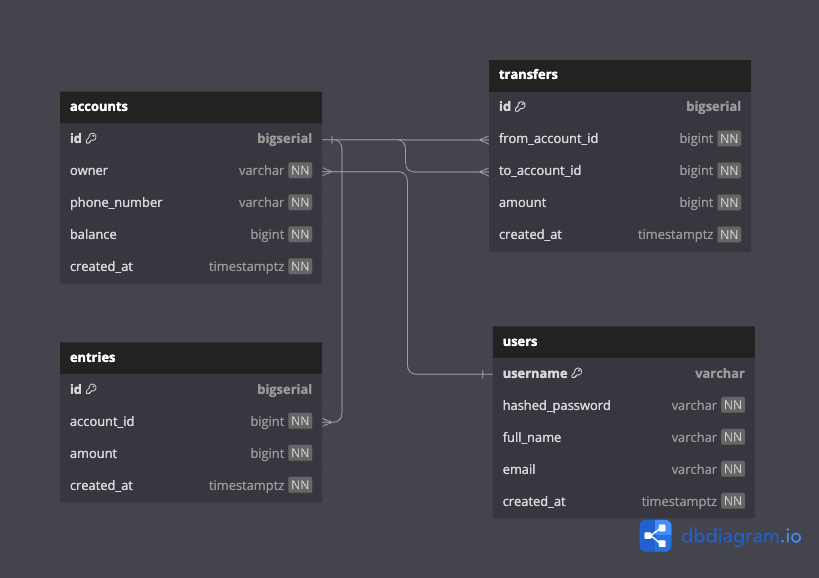 accounts
id bigserial
owner varchar NN
phone_number varchar NN
balance bigint NN
created_at timestamptz NN
transfers
id bigserial
from_account_id bigint NN
to_account_id bigint NN
amount bigint NN
created_at timestamptz NN
entries
id bigserial
account_id bigint NN
amount bigint NN
created_at timestamptz NN
users
username varchar
hashed_password varchar NN
full_name varchar NN
email varchar NN
created_at timestamptz NN
dbdiagram.io